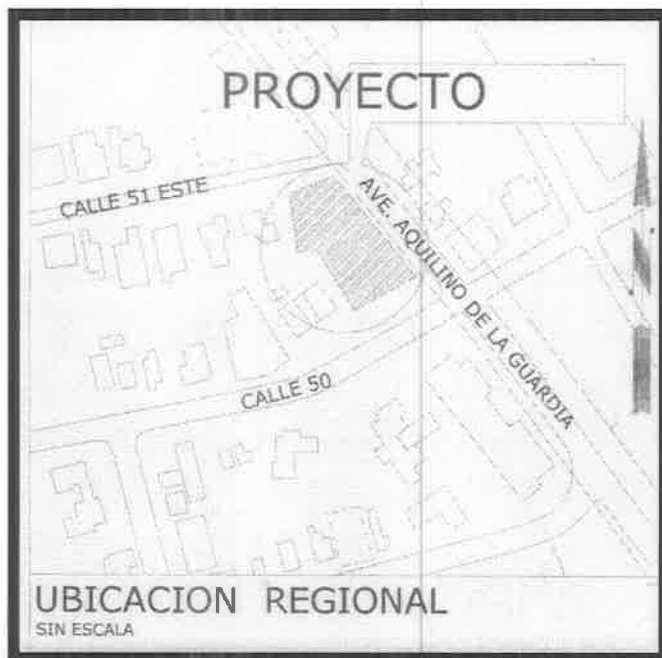 PROYECTO
CALLE 51 ESTE
AVE. AQUILINO DE LA GUARDIA
CALLE 50
UBICACION REGIONAL
SIN ESCALA